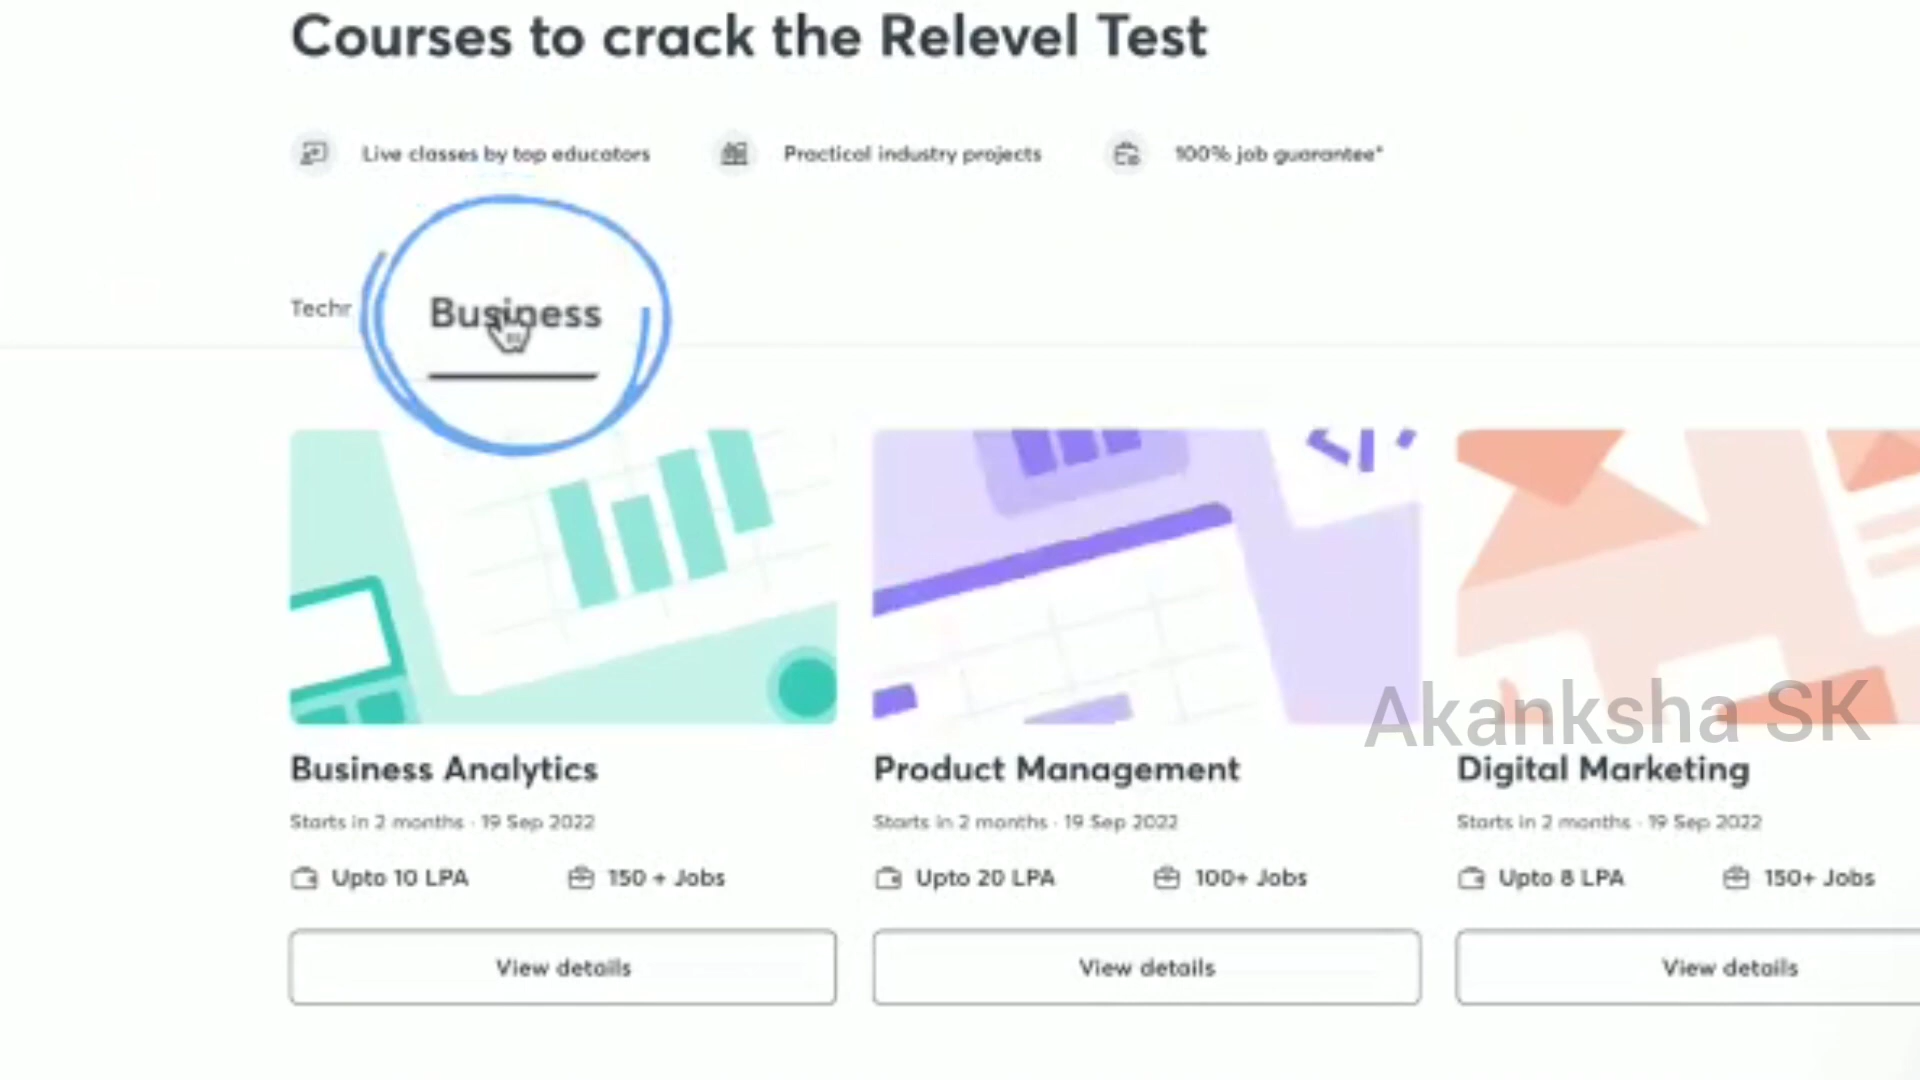 Courses to crack the Relevel Test
Live classes by top educators
Practical industry projects
100% job guarantee*
Techr
Business
Akanksha SK
Business Analytics
Product Management
Digital Marketing
Starts in 2 months · 19 Sep 2022
Starts in 2 months · 19 Sep 2022
Starts in 2 months · 19 Sep 2022
Upto 10 LPA
150 + Jobs
Upto 20 LPA
100+ Jobs
Upto 8 LPA
150+ Jobs
View details
View details
View details